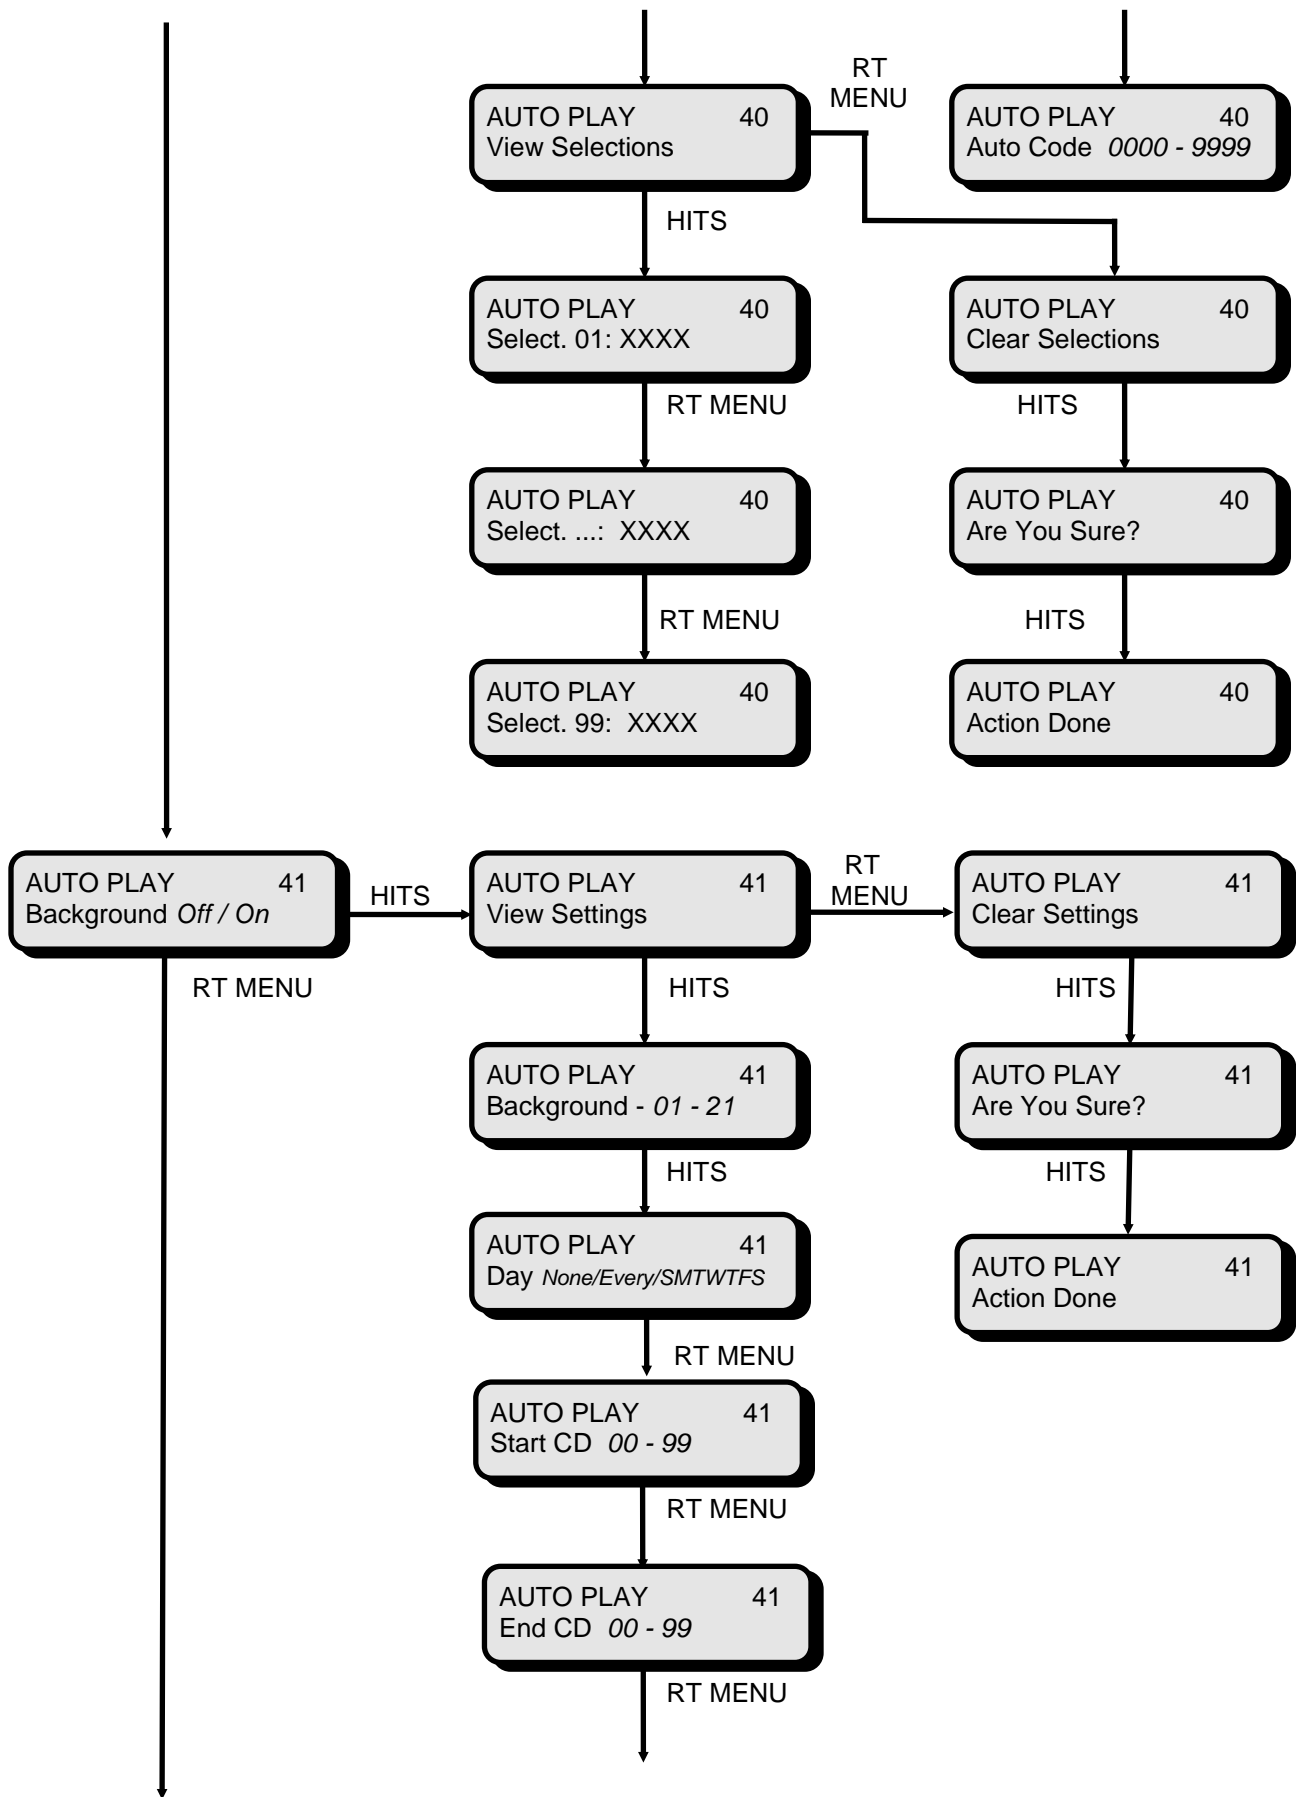 RT
MENU
AUTO PLAY 40
View Selections
AUTO PLAY 40
Auto Code 0000 - 9999
HITS
AUTO PLAY 40
Select. 01: XXXX
AUTO PLAY 40
Clear Selections
RT MENU
HITS
AUTO PLAY 40
Select. ...: XXXX
AUTO PLAY 40
Are You Sure?
RT MENU
HITS
AUTO PLAY 40
Select. 99: XXXX
AUTO PLAY 40
Action Done
AUTO PLAY 41
Background Off / On
HITS
AUTO PLAY 41
View Settings
RT
MENU
AUTO PLAY 41
Clear Settings
RT MENU
HITS
HITS
AUTO PLAY 41
Background - 01 - 21
AUTO PLAY 41
Are You Sure?
HITS
HITS
AUTO PLAY 41
Day None/Every/SMTWTFS
AUTO PLAY 41
Action Done
RT MENU
AUTO PLAY 41
Start CD 00 - 99
RT MENU
AUTO PLAY 41
End CD 00 - 99
RT MENU